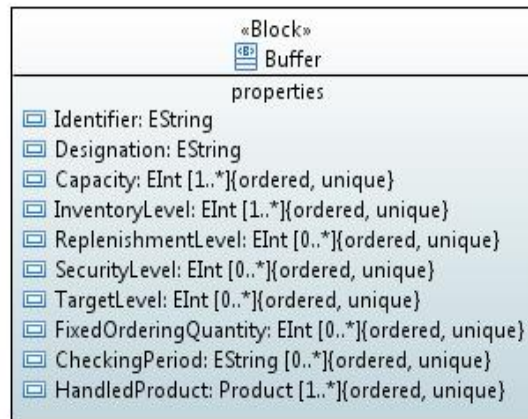 «Block»
Buffer
properties
Identifier: EString
Designation: EString
Capacity: EInt [1..*]{ordered, unique}
InventoryLevel: EInt [1..*]{ordered, unique}
ReplenishmentLevel: EInt [0..*]{ordered, unique}
SecurityLevel: EInt [0..*]{ordered, unique}
TargetLevel: EInt [0..*]{ordered, unique}
FixedOrderingQuantity: EInt [0..*]{ordered, unique}
CheckingPeriod: EString [0..*]{ordered, unique}
HandledProduct: Product [1..*]{ordered, unique}